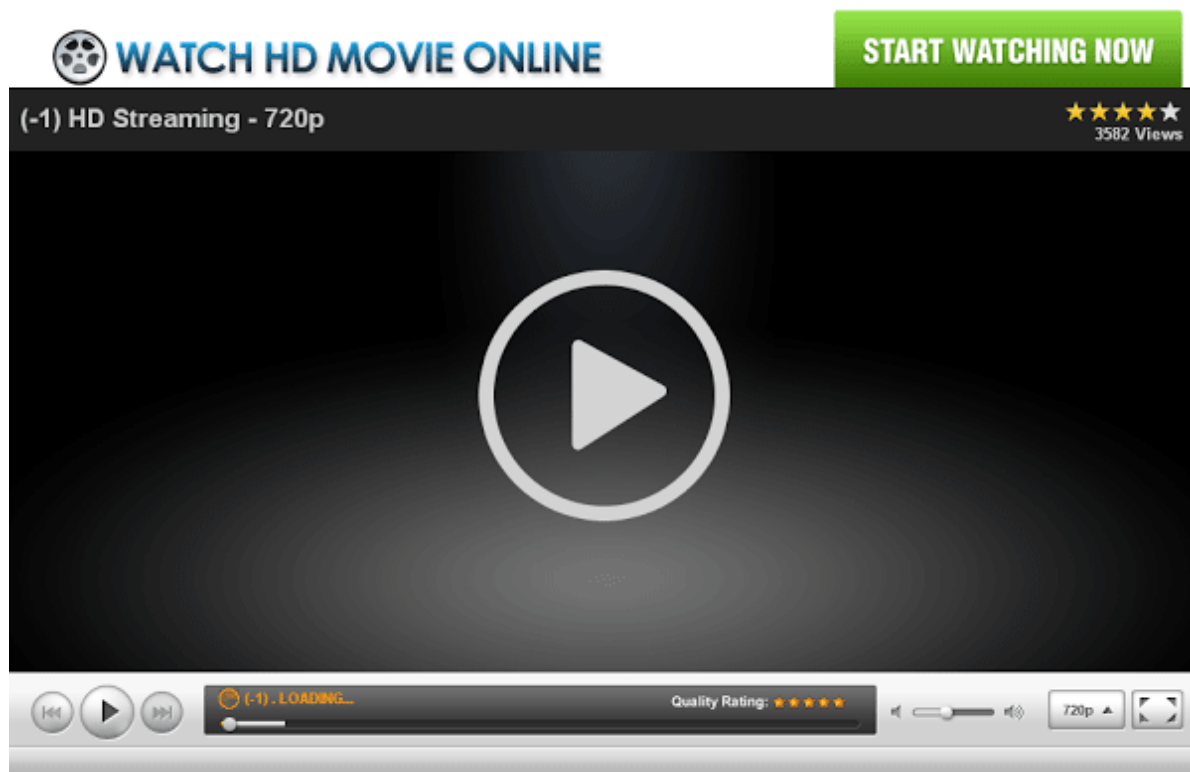 WATCH HD MOVIE ONLINE
START WATCHING NOW
(-1) HD Streaming - 720p
3582 Views
(-1) . LOADING...
Quality Rating:
720p